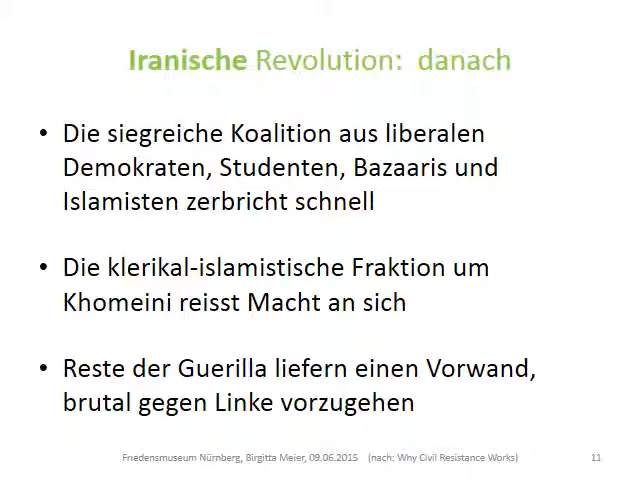 Iranische Revolution: danach
• Die siegreiche Koalition aus liberalen
Demokraten, Studenten, Bazaaris und
Islamisten zerbricht schnell
• Die klerikal-islamistische Fraktion um
Khomeini reisst Macht an sich
• Reste der Guerilla liefern einen Vorwand,
brutal gegen Linke vorzugehen
Friedensmuseum Nürnberg, Birgitta Meier, 09.06.2015 (nach: Why Civil Resistance Works) 11